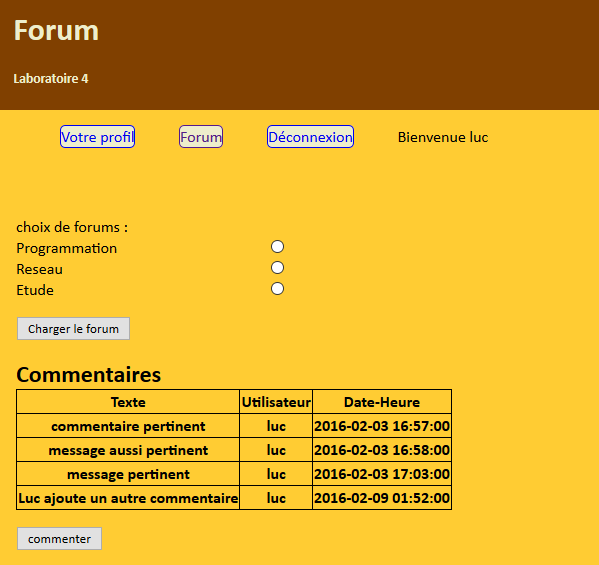 Forum
Laboratoire 4
Votre profil Forum Déconnexion Bienvenue luc
choix de forums :
Programmation
Reseau
Etude
Charger le forum
Commentaires
Texte Utilisateur Date-Heure
commentaire pertinent luc 2016-02-03 16:57:00
message aussi pertinent luc 2016-02-03 16:58:00
message pertinent luc 2016-02-03 17:03:00
Luc ajoute un autre commentaire luc 2016-02-09 01:52:00
commenter